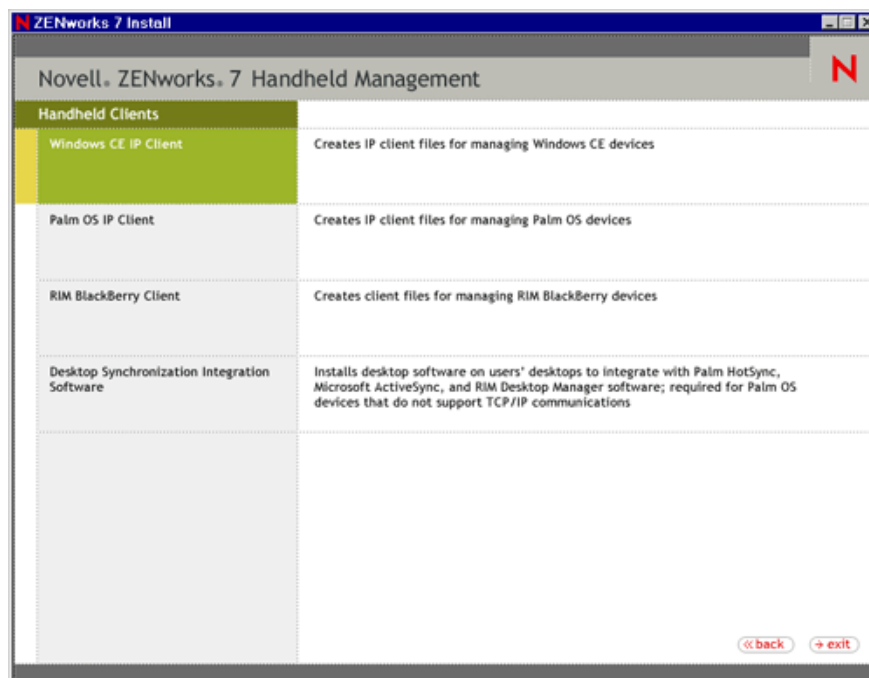 N ZENworks 7 Install
Novell® ZENworks® 7 Handheld Management
N
Handheld Clients
Windows CE IP Client
Creates IP client files for managing Windows CE devices
Palm OS IP Client
Creates IP client files for managing Palm OS devices
RIM BlackBerry Client
Creates client files for managing RIM BlackBerry devices
Desktop Synchronization Integration
Software
Installs desktop software on users' desktops to integrate with Palm HotSync,
Microsoft ActiveSync, and RIM Desktop Manager software; required for Palm OS
devices that do not support TCP/IP communications
«back
→ exit